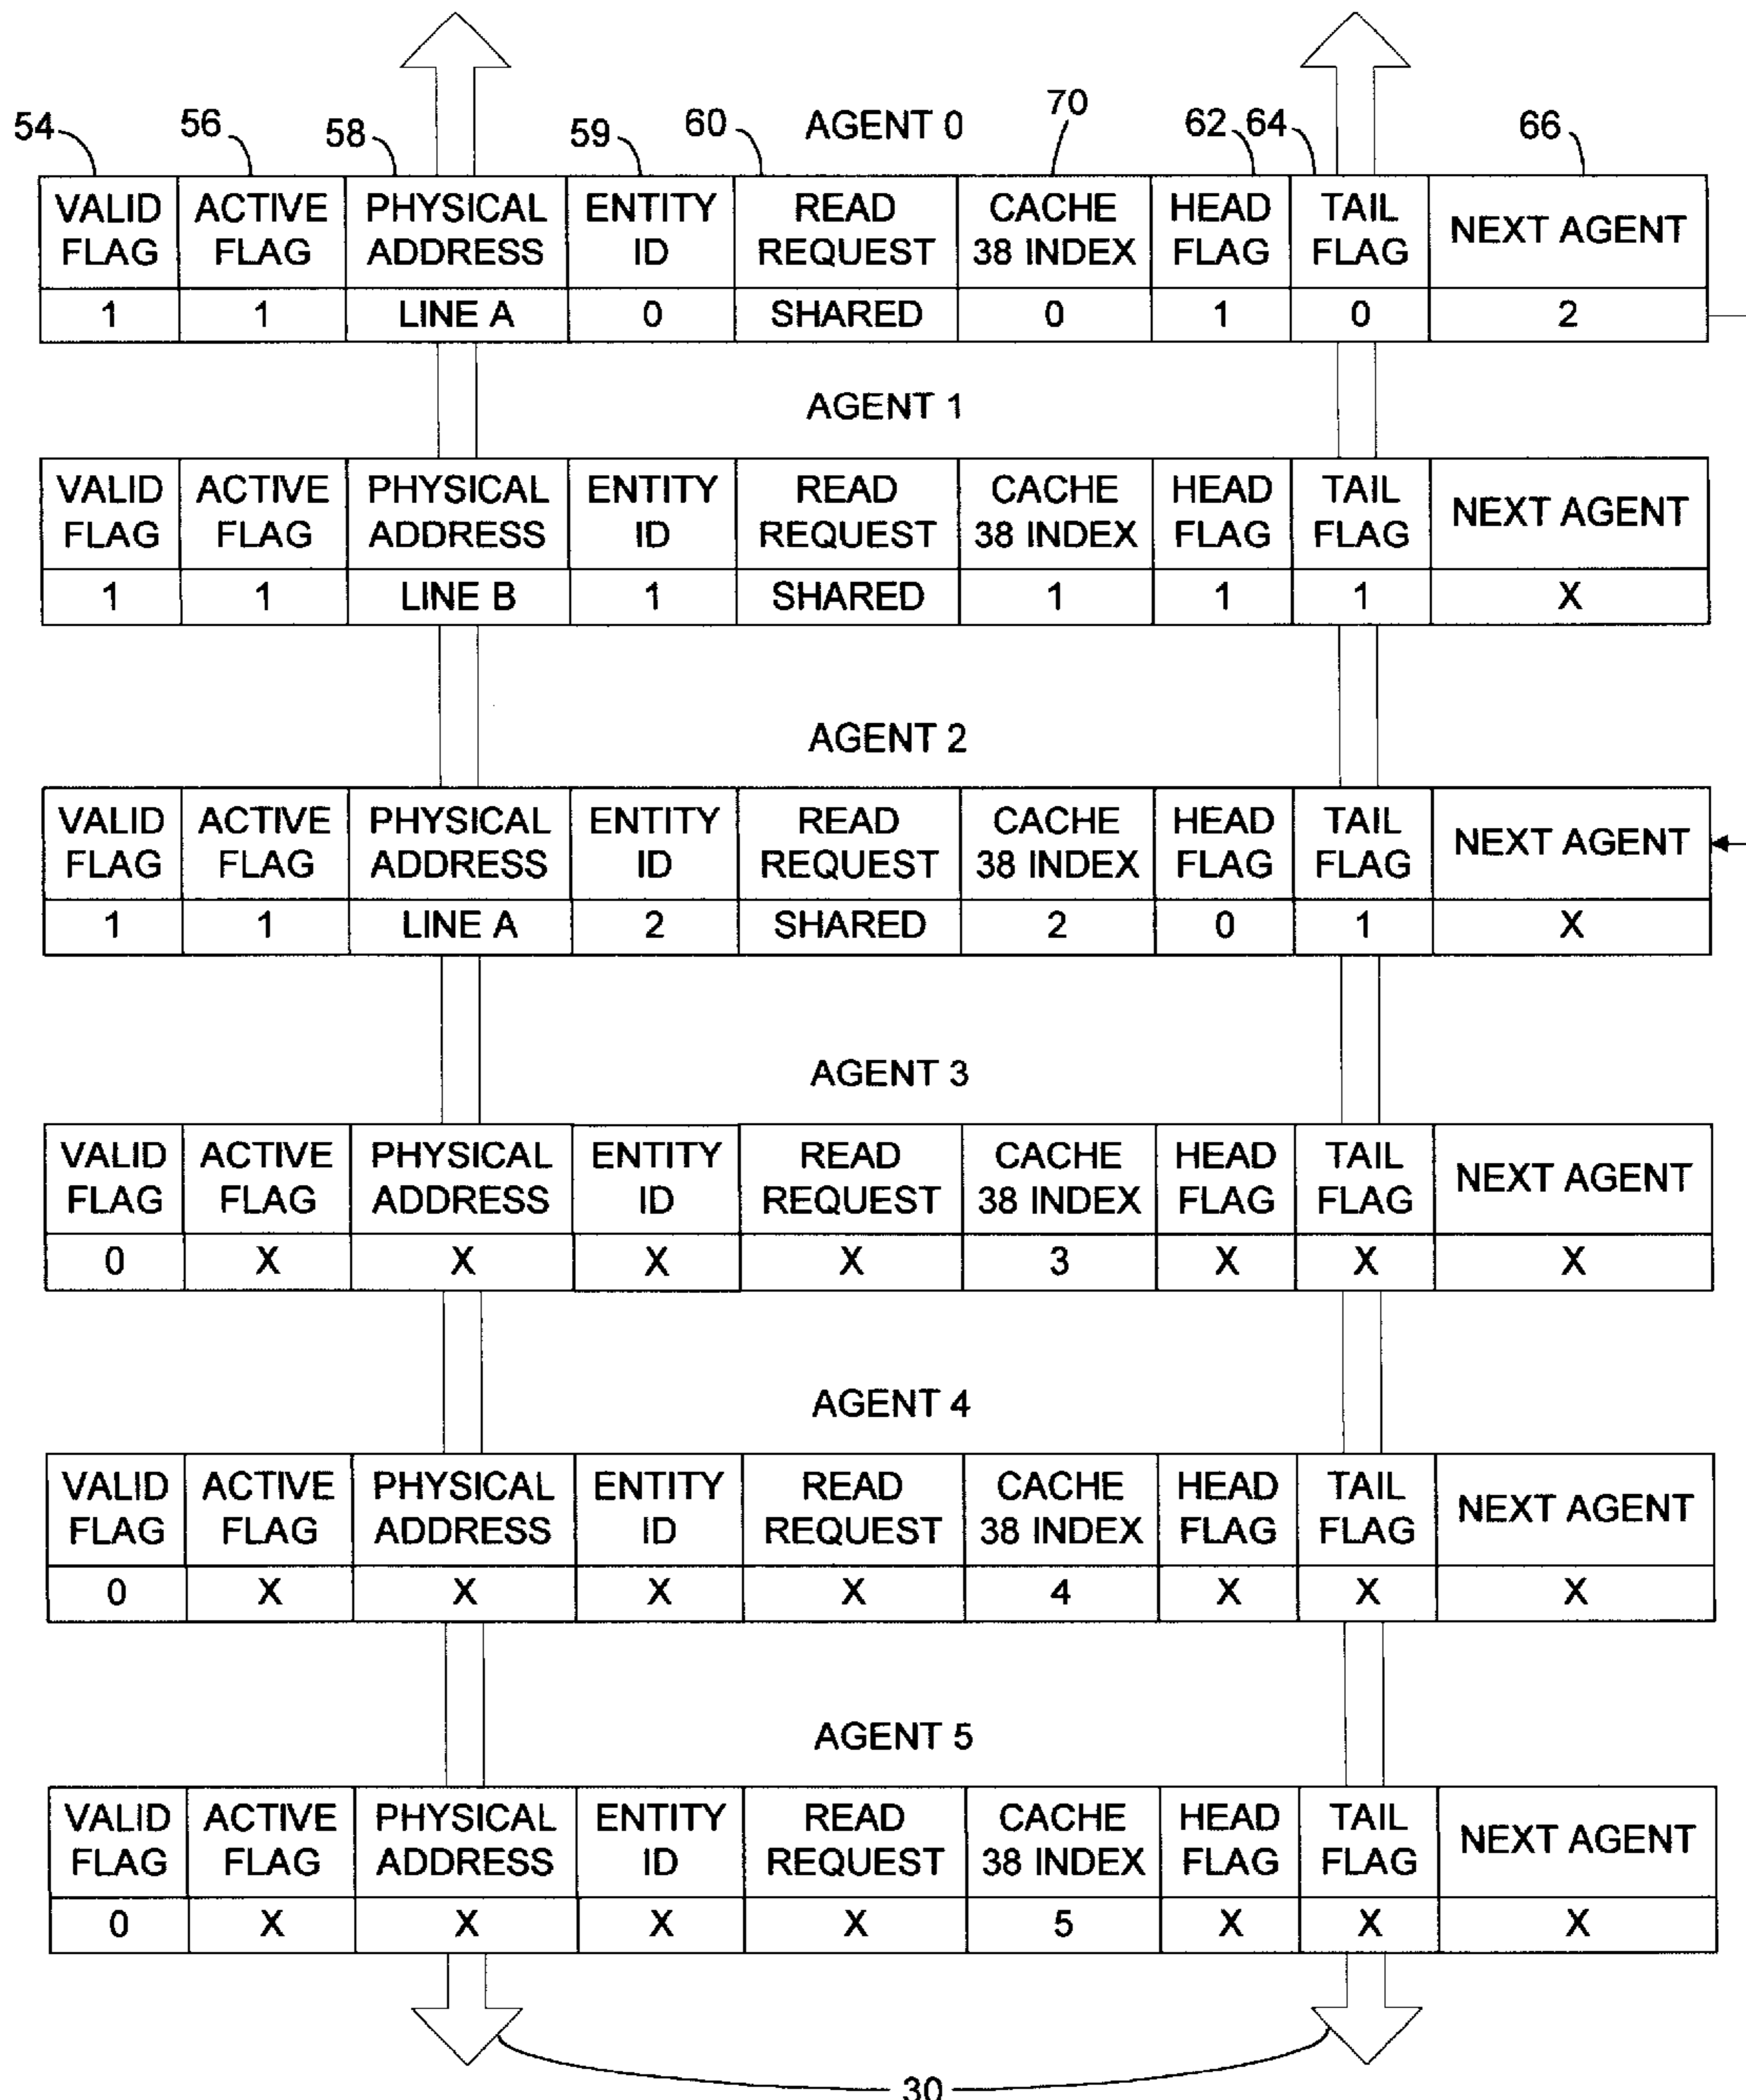 70
54 56 58 59 60 AGENT 0 62 64 66
VALID FLAG ACTIVE FLAG PHYSICAL ADDRESS ENTITY ID READ REQUEST CACHE 38 INDEX HEAD FLAG TAIL FLAG NEXT AGENT
1 1 LINE A 0 SHARED 0 1 0 2
AGENT 1
VALID FLAG ACTIVE FLAG PHYSICAL ADDRESS ENTITY ID READ REQUEST CACHE 38 INDEX HEAD FLAG TAIL FLAG NEXT AGENT
1 1 LINE B 1 SHARED 1 1 1 X
AGENT 2
VALID FLAG ACTIVE FLAG PHYSICAL ADDRESS ENTITY ID READ REQUEST CACHE 38 INDEX HEAD FLAG TAIL FLAG NEXT AGENT
1 1 LINE A 2 SHARED 2 0 1 X
AGENT 3
VALID FLAG ACTIVE FLAG PHYSICAL ADDRESS ENTITY ID READ REQUEST CACHE 38 INDEX HEAD FLAG TAIL FLAG NEXT AGENT
0 X X X X 3 X X X
AGENT 4
VALID FLAG ACTIVE FLAG PHYSICAL ADDRESS ENTITY ID READ REQUEST CACHE 38 INDEX HEAD FLAG TAIL FLAG NEXT AGENT
0 X X X X 4 X X X
AGENT 5
VALID FLAG ACTIVE FLAG PHYSICAL ADDRESS ENTITY ID READ REQUEST CACHE 38 INDEX HEAD FLAG TAIL FLAG NEXT AGENT
0 X X X X 5 X X X
30